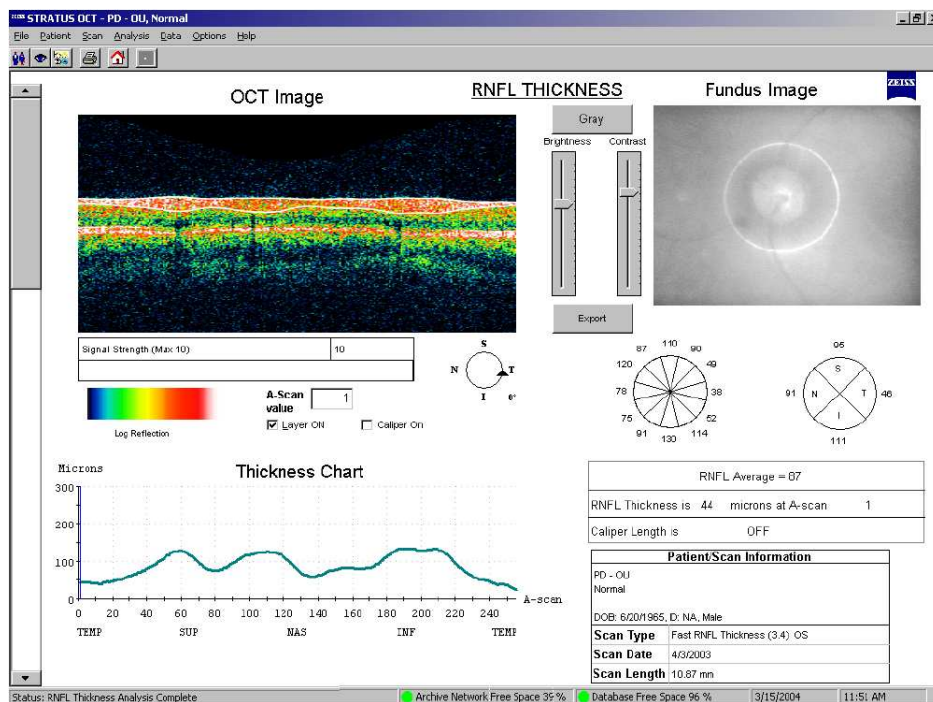 ZEISS STRATUS OCT - PD - OU, Normal
File Patient Scan Analysis Data Options Help
OCT Image
RNFL THICKNESS
Fundus Image
ZEISS
Gray
Brightness Contrast
Export
Signal Strength (Max 10) 10
S
N T
I 0°
A-Scan value 1
Layer ON Caliper On
Log Reflection
110
87 90
120 49
78 38
75 52
91 114
130
95
S
91 N T 46
I
111
Microns
Thickness Chart
300
200
100
0
A-scan
0 20 40 60 80 100 120 140 160 180 200 220 240
TEMP SUP NAS INF TEMP
RNFL Average = 87
RNFL Thickness is 44 microns at A-scan 1
Caliper Length is OFF
Patient/Scan Information
PD - OU
Normal
DOB: 6/20/1965, D: NA, Male
Scan Type Fast RNFL Thickness (3.4) OS
Scan Date 4/3/2003
Scan Length 10.87 mm
Status: RNFL Thickness Analysis Complete Archive Network Free Space 39 % Database Free Space 96 % 3/15/2004 11:51 AM